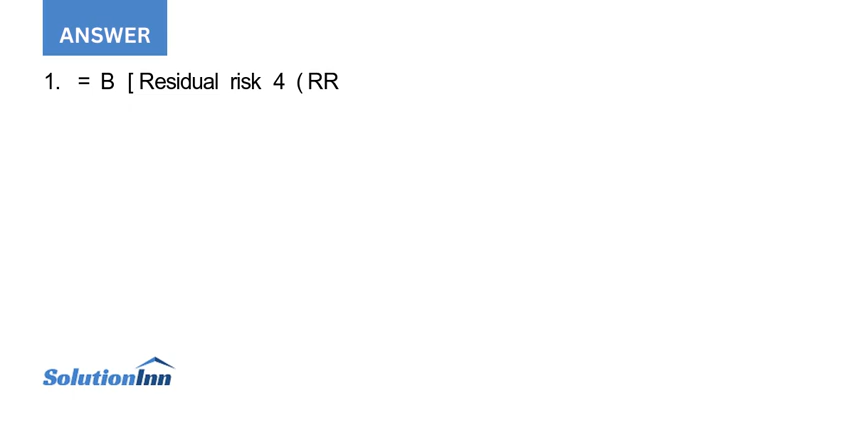 ANSWER
1. = B [ Residual risk 4 ( RR
SolutionInn